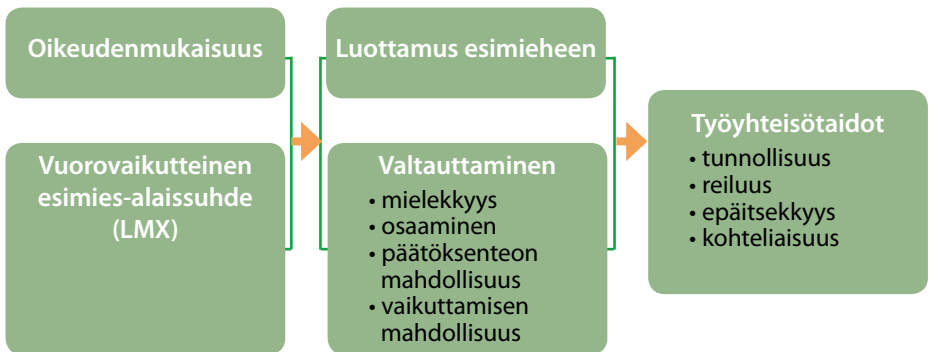 Oikeudenmukaisuus
Vuorovaikutteinen
esimies-alaissuhde
(LMX)
Luottamus esimieheen
Valtauttaminen
• mielekkyys
• osaaminen
• päätöksenteon
mahdollisuus
• vaikuttamisen
mahdollisuus
Työyhteisötaidot
• tunnollisuus
• reiluus
• epäitsekkyys
• kohteliaisuus